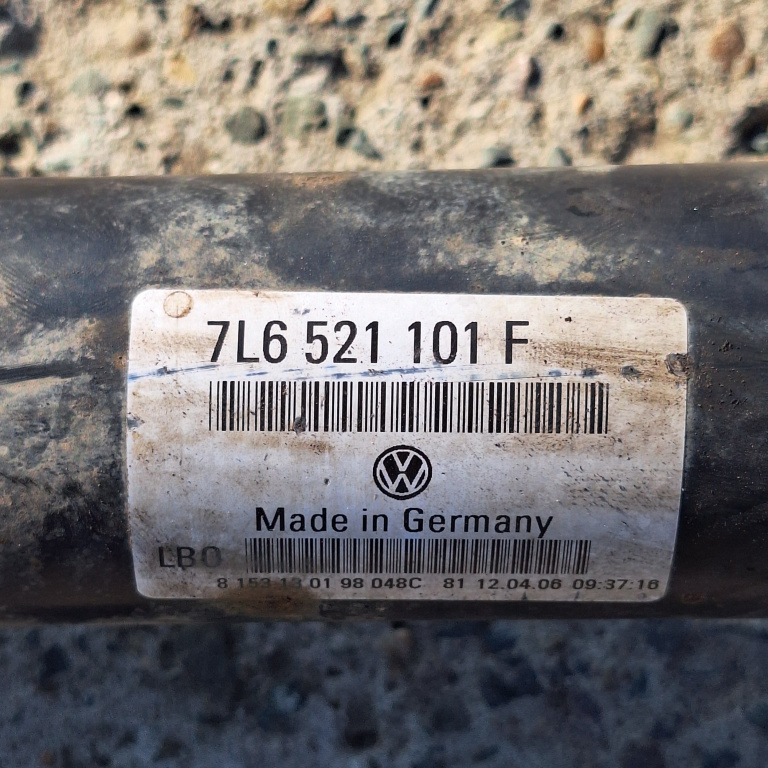 7L6 521 101 F
Made in Germany
LBO
8 153 13 01 98 048C 81 12.04.06 09:37:16